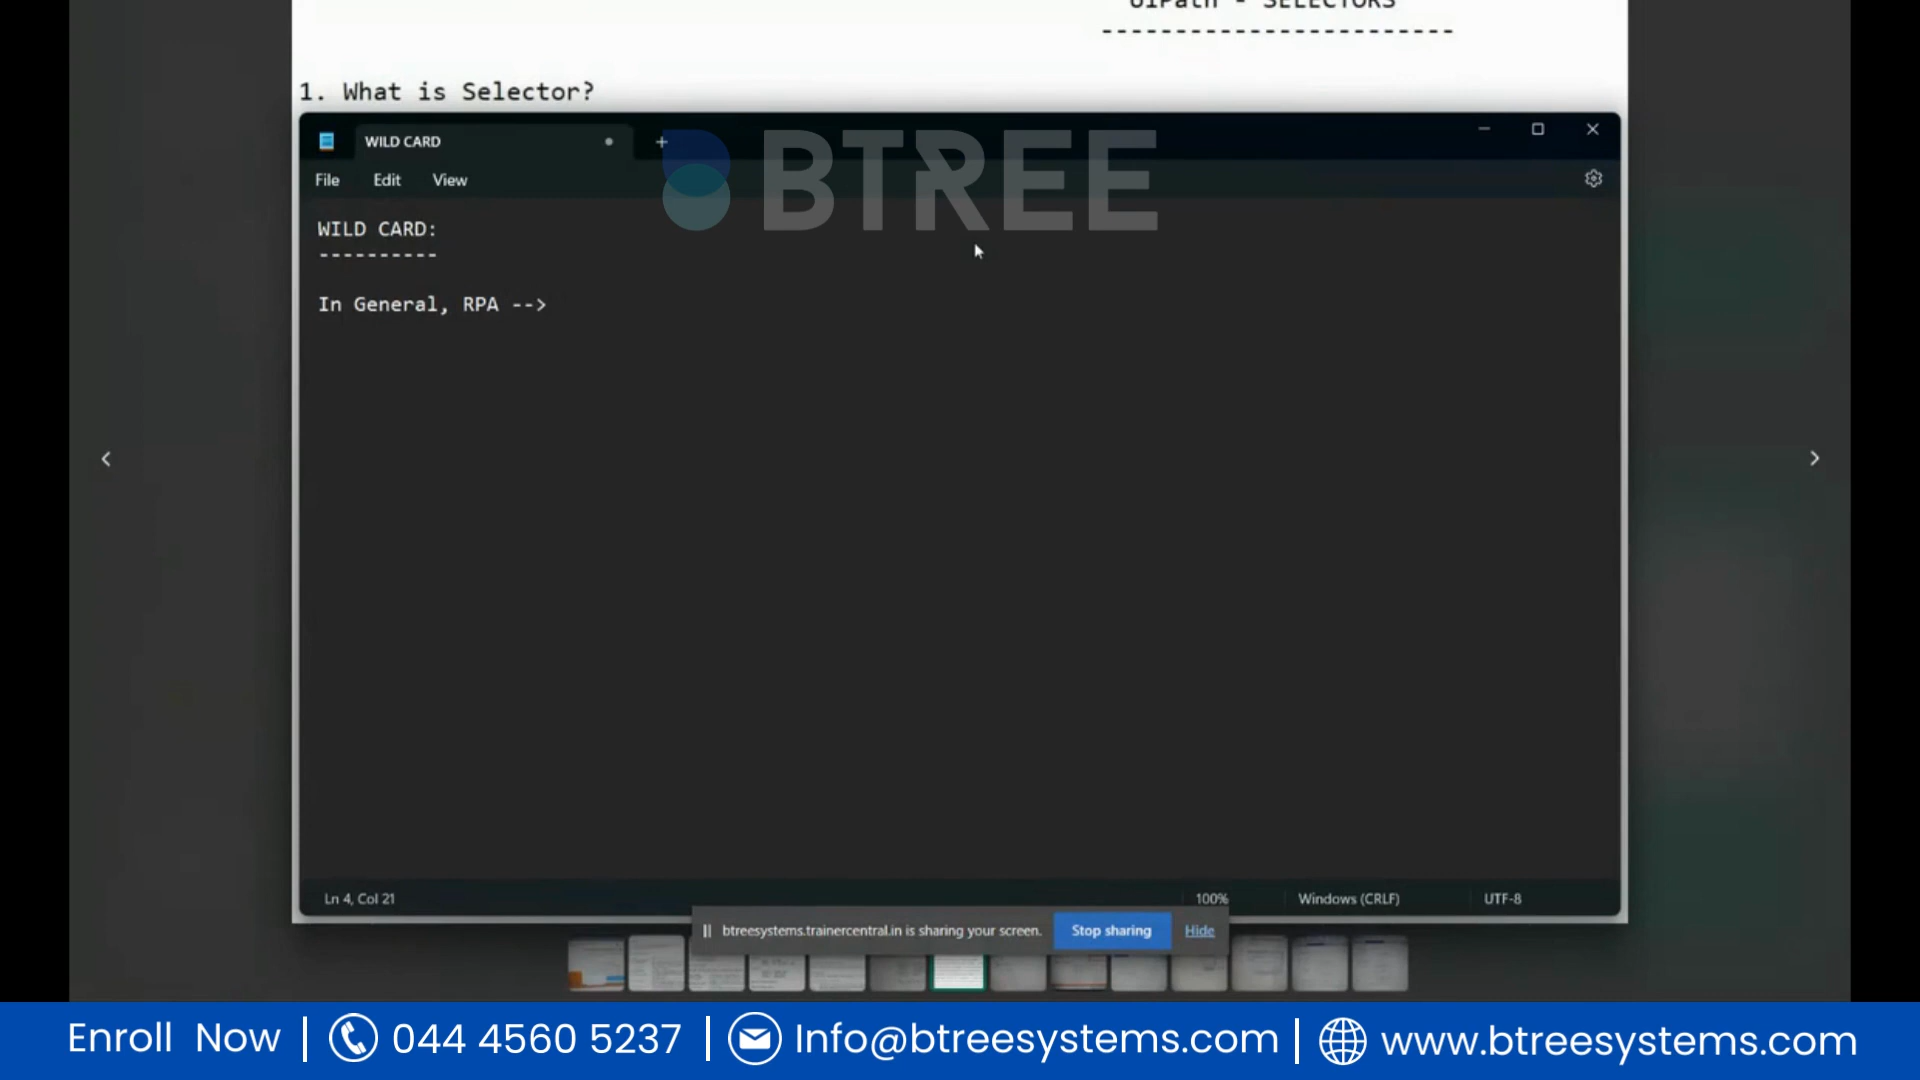 UiPath - SELECTORS
------------------------
1. What is Selector?
WILD CARD
BTREE
File Edit View
WILD CARD:
----------
In General, RPA -->
Ln 4, Col 21 100% Windows (CRLF) UTF-8
btreesystems.trainercentral.in is sharing your screen. Stop sharing Hide
Enroll Now | 044 4560 5237 | Info@btreesystems.com | www.btreesystems.com